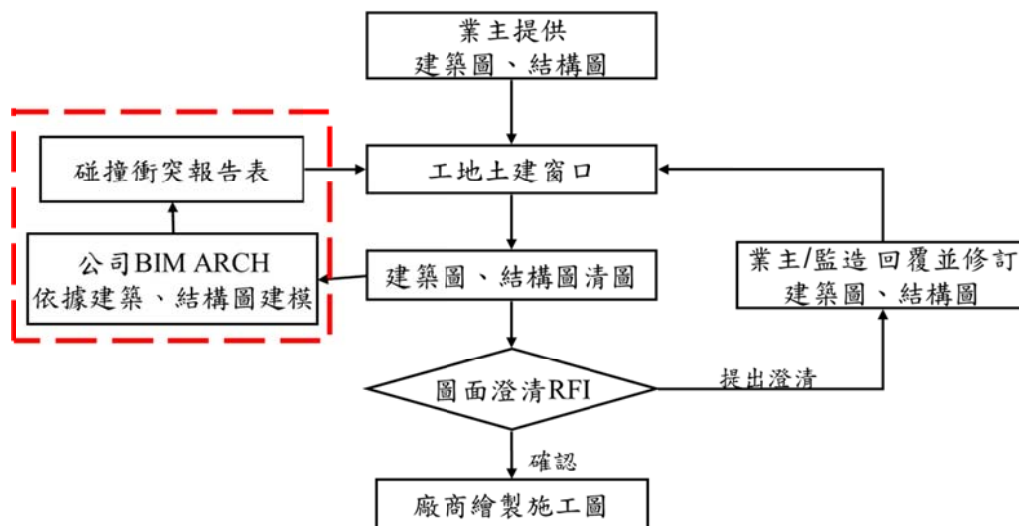 業主提供
建築圖、結構圖
碰撞衝突報告表
工地土建窗口
公司BIM ARCH
依據建築、結構圖建模
建築圖、結構圖清圖
業主/監造回覆並修訂
建築圖、結構圖
圖面澄清RFI
提出澄清
確認
廠商繪製施工圖